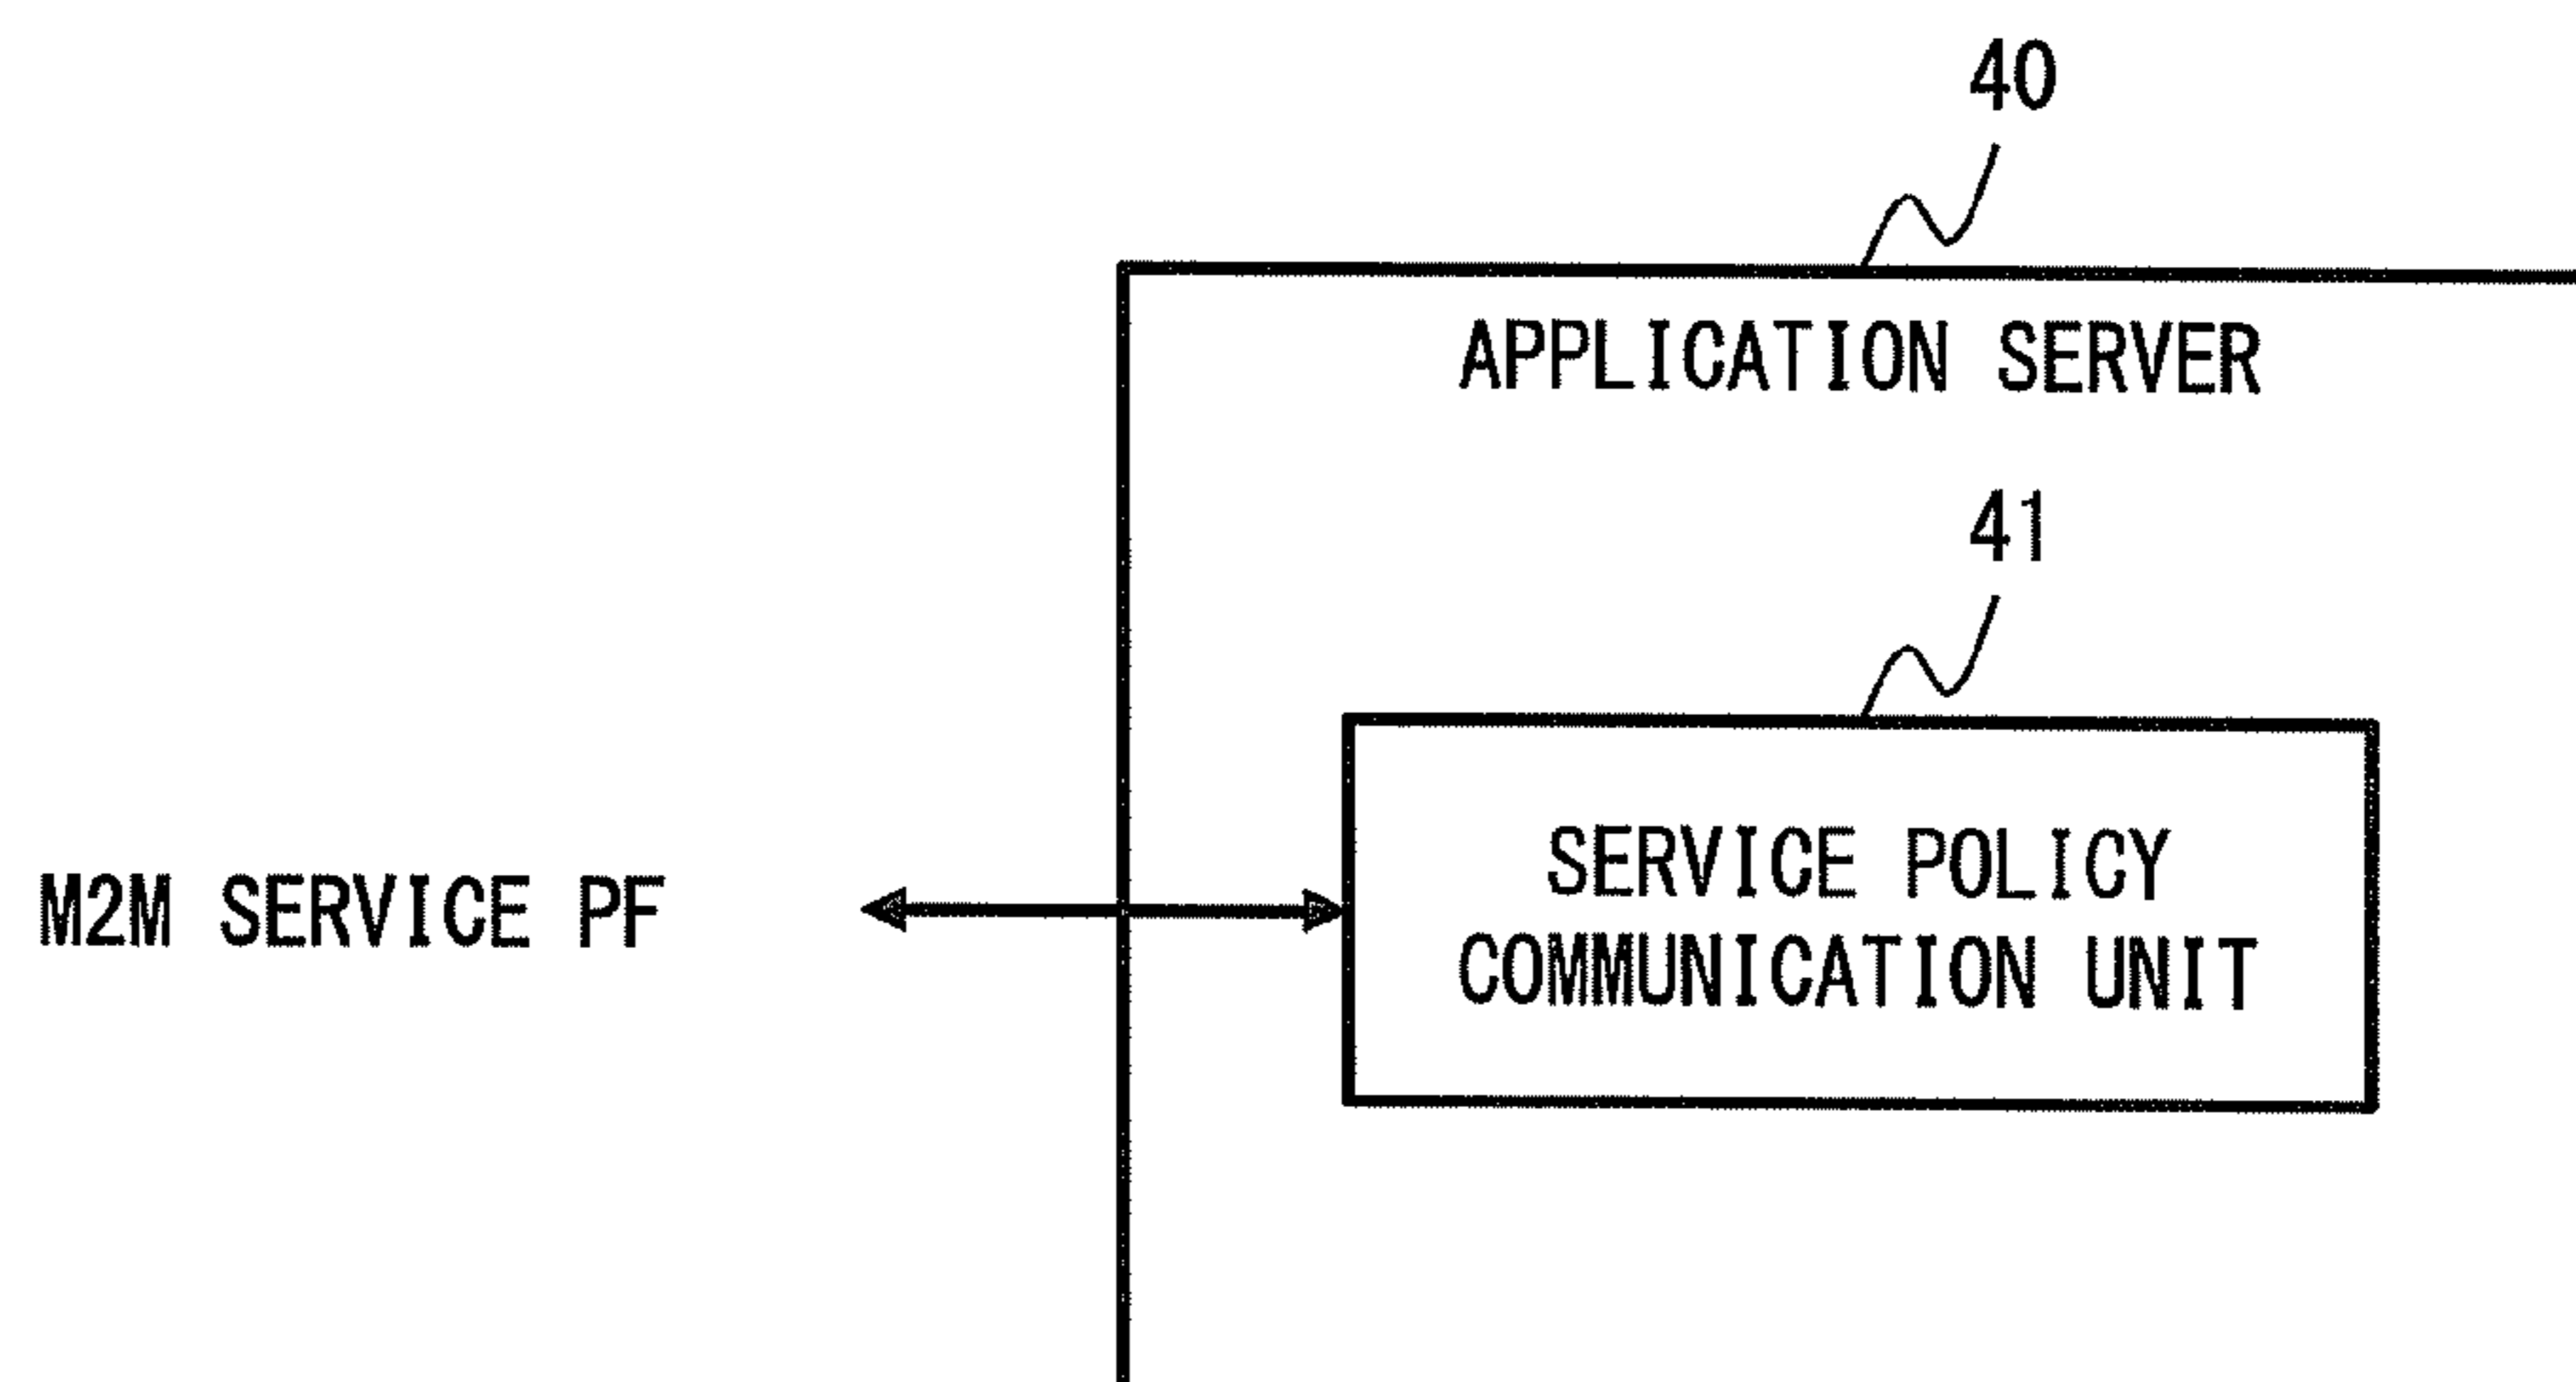 40
APPLICATION SERVER
41
SERVICE POLICY
COMMUNICATION UNIT
M2M SERVICE PF